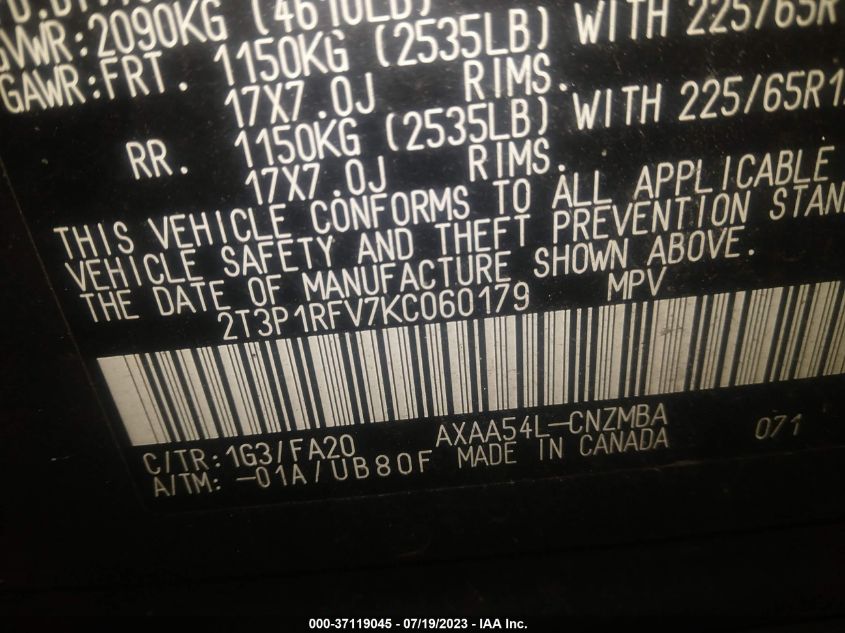 GVWR:2090KG (4610LB)
GAWR:FRT. 1150KG (2535LB) WITH 225/65R
17X7.0J RIMS.
RR. 1150KG (2535LB) WITH 225/65R1
17X7.0J RIMS.
THIS VEHICLE CONFORMS TO ALL APPLICABLE
VEHICLE SAFETY AND THEFT PREVENTION STAN
THE DATE OF MANUFACTURE SHOWN ABOVE.
2T3P1RFV7KC060179 MPV
C/TR:1G3/FA20 AXAA54L-CNZMBA 071
A/TM: -01A/UB80F MADE IN CANADA
000-37119045 - 07/19/2023 - IAA Inc.